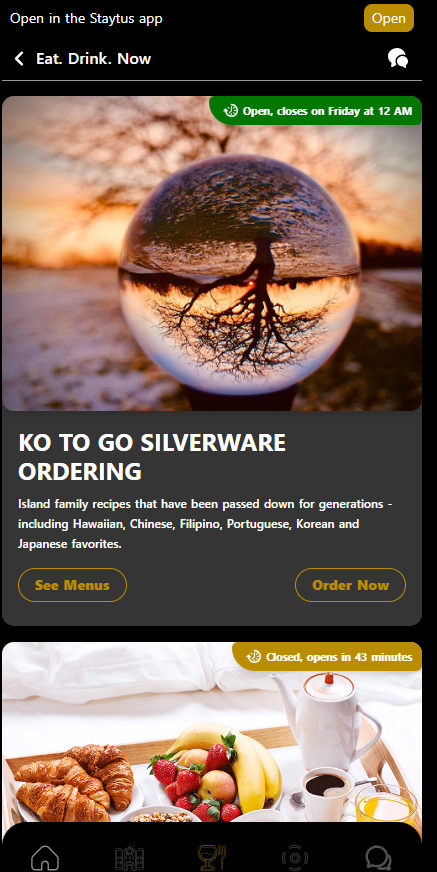 Open in the Staytus app
Open
Eat. Drink. Now
Open, closes on Friday at 12 AM
KO TO GO SILVERWARE
ORDERING
Island family recipes that have been passed down for generations -
including Hawaiian, Chinese, Filipino, Portuguese, Korean and
Japanese favorites.
See Menus
Order Now
Closed, opens in 43 minutes